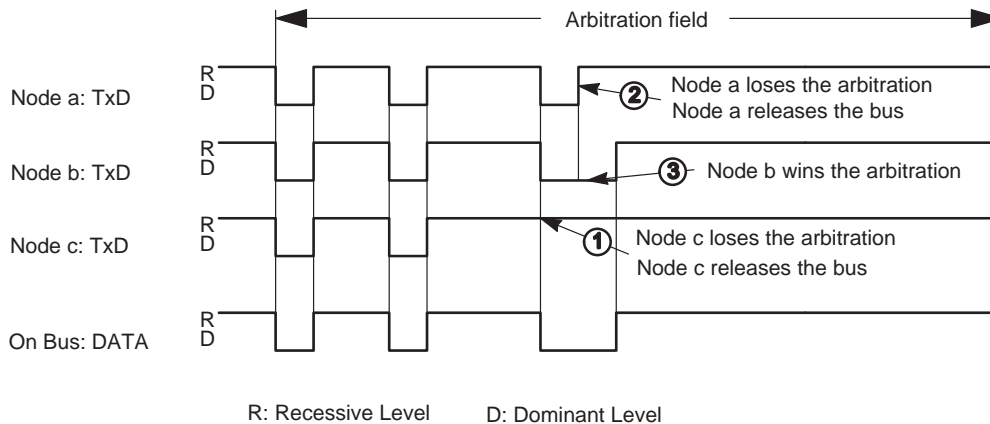 Arbitration field
R
D
Node a: TxD
② Node a loses the arbitration
Node a releases the bus
R
D
Node b: TxD
③ Node b wins the arbitration
R
D
Node c: TxD
① Node c loses the arbitration
Node c releases the bus
R
D
On Bus: DATA
R: Recessive Level D: Dominant Level